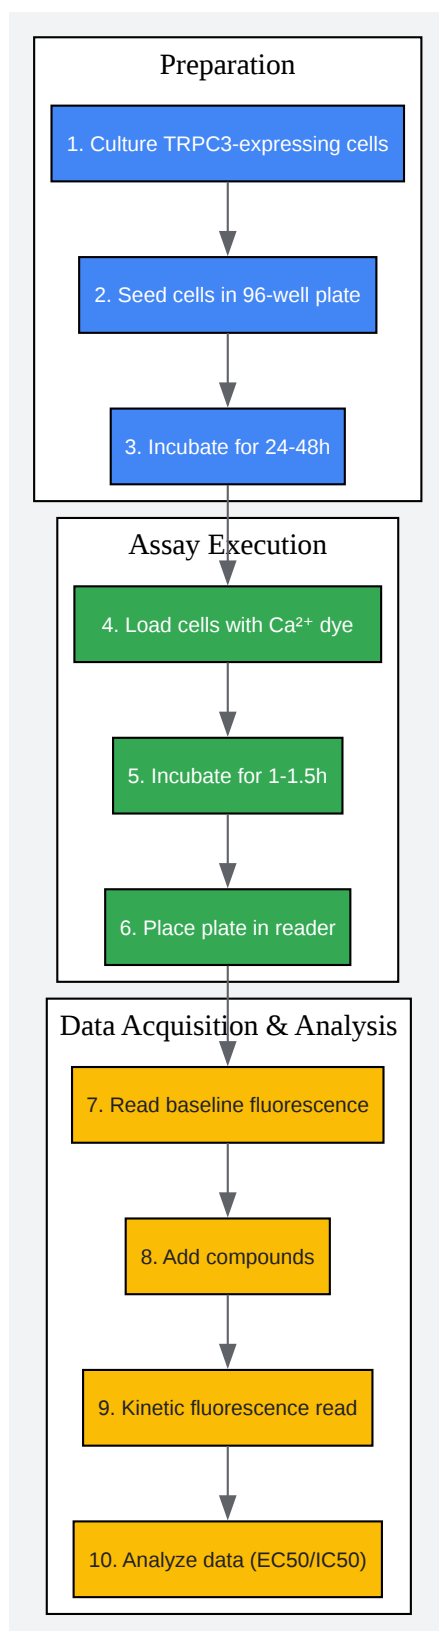 Preparation
1. Culture TRPC3-expressing cells
2. Seed cells in 96-well plate
3. Incubate for 24-48h
Assay Execution
4. Load cells with Ca²⁺ dye
5. Incubate for 1-1.5h
6. Place plate in reader
Data Acquisition & Analysis
7. Read baseline fluorescence
8. Add compounds
9. Kinetic fluorescence read
10. Analyze data (EC50/IC50)